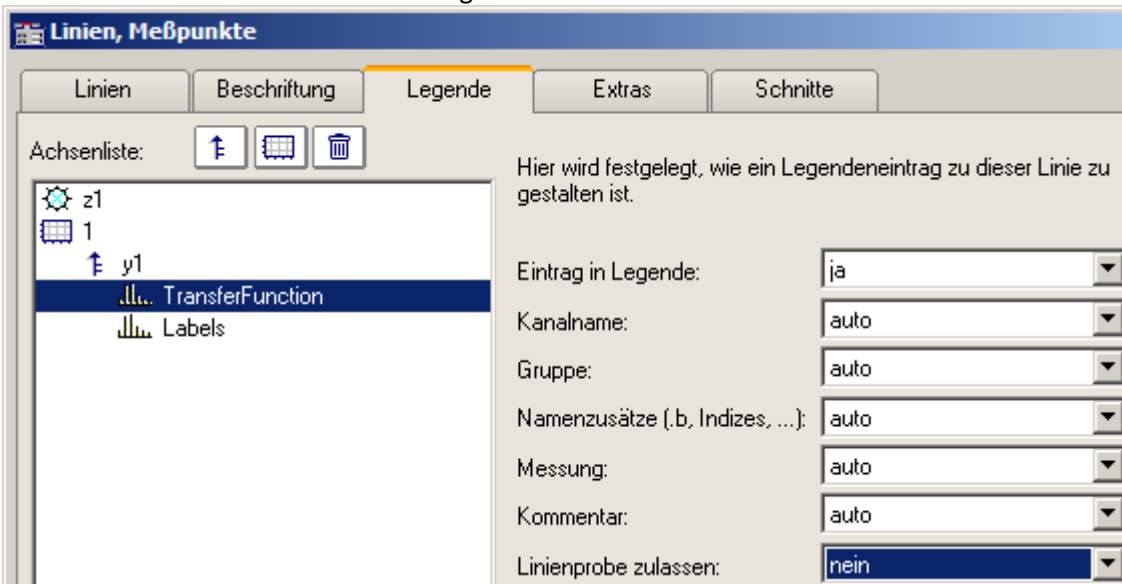 Linien, Meßpunkte
Linien Beschriftung Legende Extras Schnitte
Achsenliste:
Hier wird festgelegt, wie ein Legendeneintrag zu dieser Linie zu
gestalten ist.
z1
1
y1
TransferFunction
Labels
Eintrag in Legende: ja
Kanalname: auto
Gruppe: auto
Namenzusätze (.b, Indizes, ...): auto
Messung: auto
Kommentar: auto
Linienprobe zulassen: nein